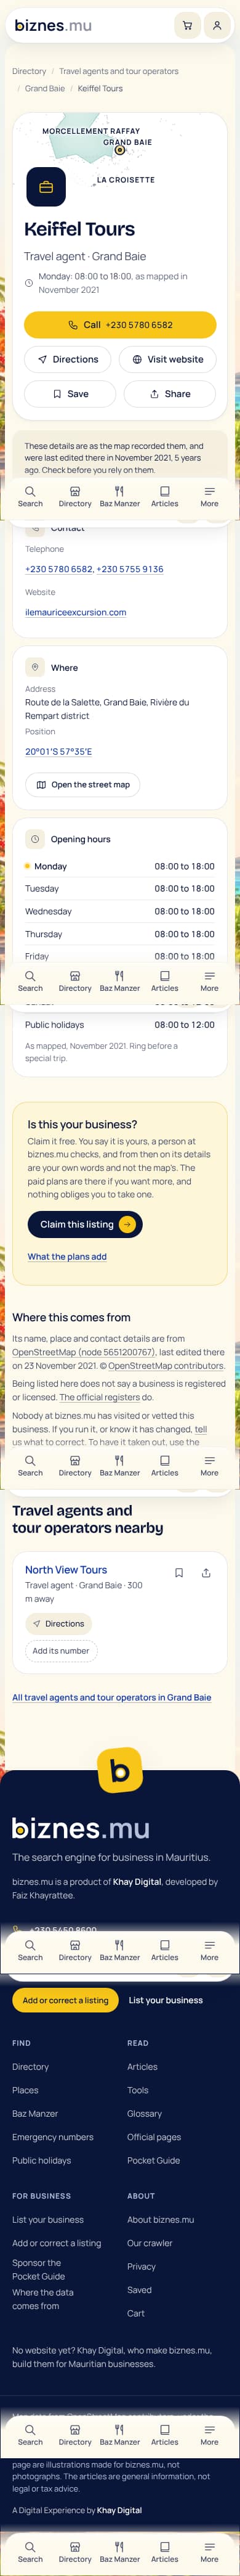 biznes.mu
Directory / Travel agents and tour operators
/ Grand Baie / Keiffel Tours
MORCELLEMENT RAFFAY
GRAND BAIE
LA CROISETTE
Keiffel Tours
Travel agent · Grand Baie
Monday: 08:00 to 18:00, as mapped in
November 2021
Call +230 5780 6582
Directions
Visit website
Save
Share
These details are as the map recorded them, and
were last edited there in November 2021, 5 years
ago. Check before you rely on them.
Search Directory Baz Manzer Articles More
Contact
Telephone
+230 5780 6582, +230 5755 9136
Website
ilemauriceexcursion.com
Where
Address
Route de la Salette, Grand Baie, Rivière du
Rempart district
Position
20°01'S 57°35'E
Open the street map
Opening hours
Monday 08:00 to 18:00
Tuesday 08:00 to 18:00
Wednesday 08:00 to 18:00
Thursday 08:00 to 18:00
Friday 08:00 to 18:00
Search Directory Baz Manzer Articles More
Public holidays 08:00 to 12:00
As mapped, November 2021. Ring before a
special trip.
Is this your business?
Claim it free. You say it is yours, a person at
biznes.mu checks, and from then on its details
are your own words and not the map's. The
paid plans are there if you want more, and
nothing obliges you to take one.
Claim this listing
What the plans add
Where this comes from
Its name, place and contact details are from
OpenStreetMap (node 5651200767), last edited there
on 23 November 2021. © OpenStreetMap contributors.
Being listed here does not say a business is registered
or licensed. The official registers do.
Nobody at biznes.mu has visited or vetted this
business. If you run it, or know it has changed, tell
us what to correct. To have it taken out, use the
Search Directory Baz Manzer Articles More
Travel agents and
tour operators nearby
North View Tours
Travel agent · Grand Baie · 300
m away
Directions
Add its number
All travel agents and tour operators in Grand Baie
b
biznes.mu
The search engine for business in Mauritius.
biznes.mu is a product of Khay Digital, developed by
Faiz Khayrattee.
+230 5450 8600
Search Directory Baz Manzer Articles More
Add or correct a listing
List your business
FIND
READ
Directory
Articles
Places
Tools
Baz Manzer
Glossary
Emergency numbers
Official pages
Public holidays
Pocket Guide
FOR BUSINESS
ABOUT
List your business
About biznes.mu
Add or correct a listing
Our crawler
Sponsor the
Pocket Guide
Privacy
Where the data
comes from
Saved
Cart
No website yet? Khay Digital, who make biznes.mu,
build them for Mauritian businesses.
Search Directory Baz Manzer Articles More
page are illustrations made for biznes.mu, not
photographs. The articles are general information, not
legal or tax advice.
A Digital Experience by Khay Digital
Search Directory Baz Manzer Articles More